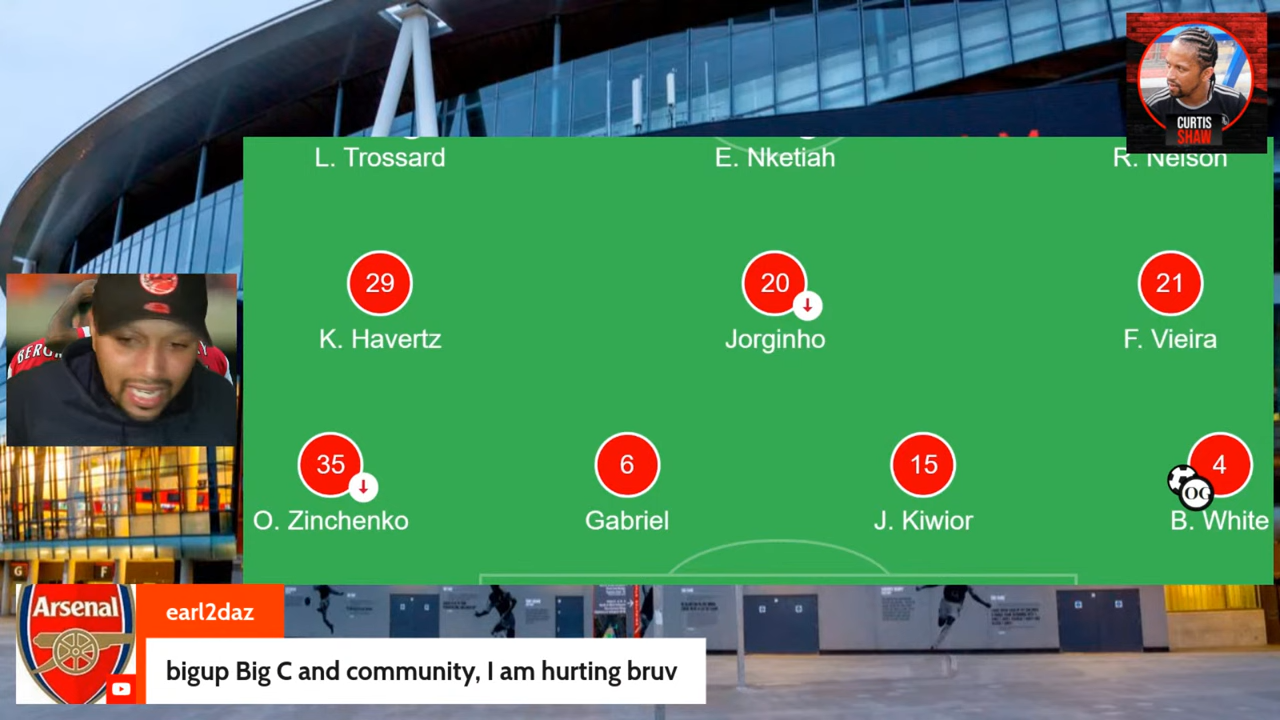 CURTIS
SHAW
L. Trossard
E. Nketiah
R. Nelson
29
20
21
K. Havertz
Jorginho
F. Vieira
35
6
15
4
OG
O. Zinchenko
Gabriel
J. Kiwior
B. White
G
F
Arsenal
earl2daz
bigup Big C and community, I am hurting bruv